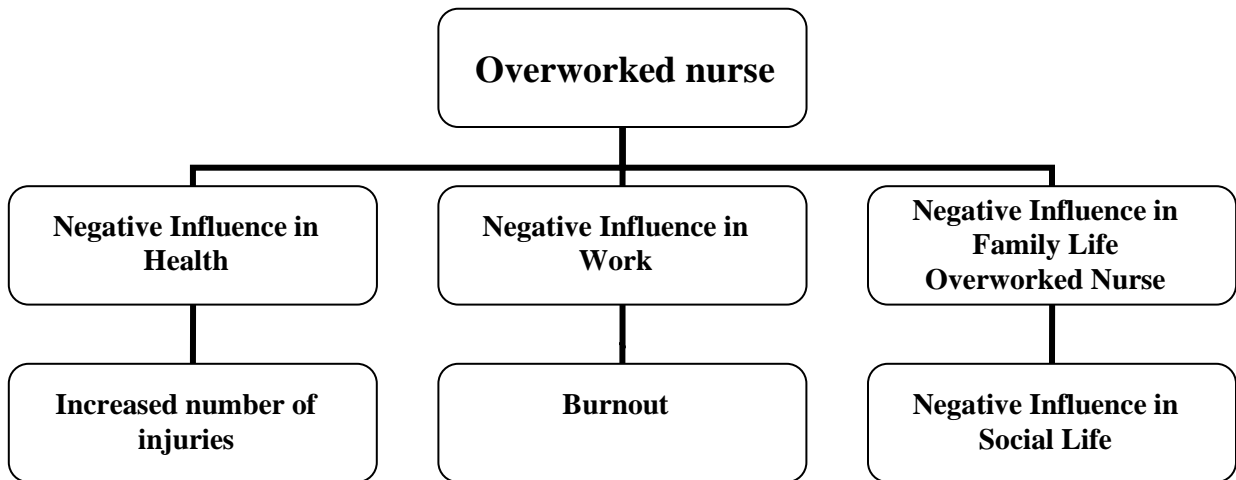 Overworked nurse
Negative Influence in
Health
Negative Influence in
Work
Negative Influence in
Family Life
Overworked Nurse
Increased number of
injuries
Burnout
Negative Influence in
Social Life